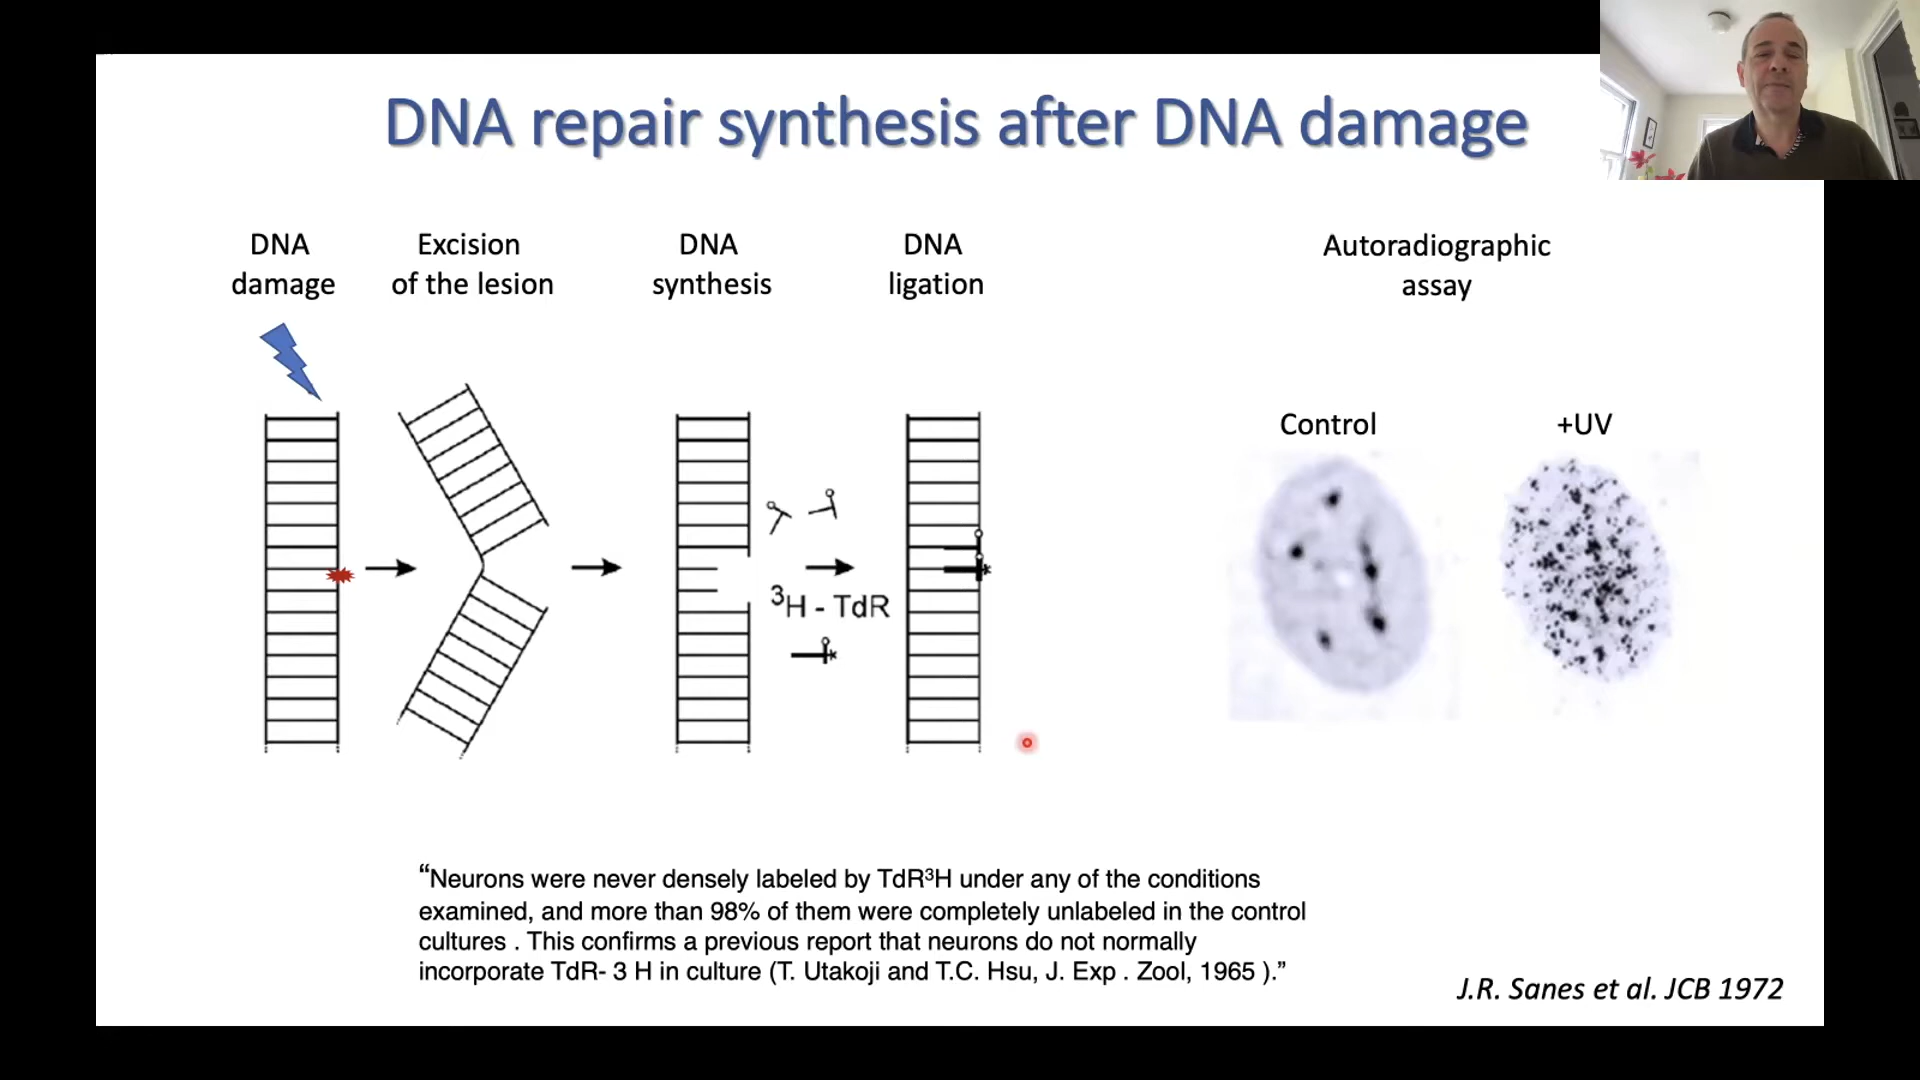 DNA repair synthesis after DNA damage
DNA
damage
Excision
of the lesion
DNA
synthesis
DNA
ligation
Autoradiographic
assay
Control
+UV
³H - TdR
“Neurons were never densely labeled by TdR³H under any of the conditions
examined, and more than 98% of them were completely unlabeled in the control
cultures . This confirms a previous report that neurons do not normally
incorporate TdR- 3 H in culture (T. Utakoji and T.C. Hsu, J. Exp . Zool, 1965 ).”
J.R. Sanes et al. JCB 1972